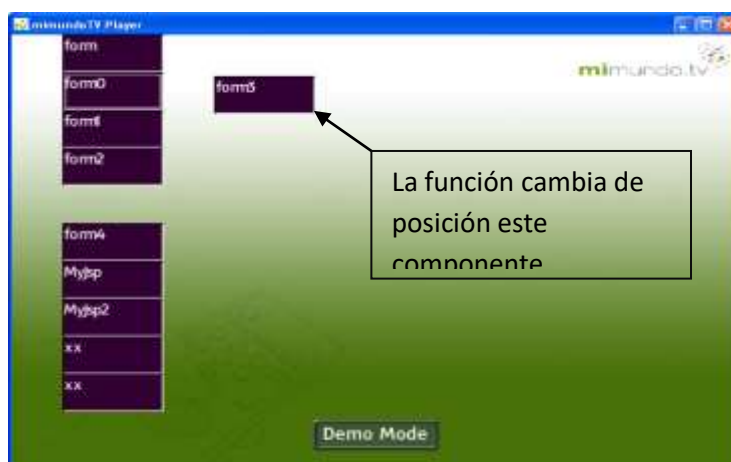 mimundoTV Player
form
form0
form5
mimundo.tv
form1
form2
La función cambia de
posición este
componente
form4
Myjsp
Myjsp2
xx
xx
Demo Mode